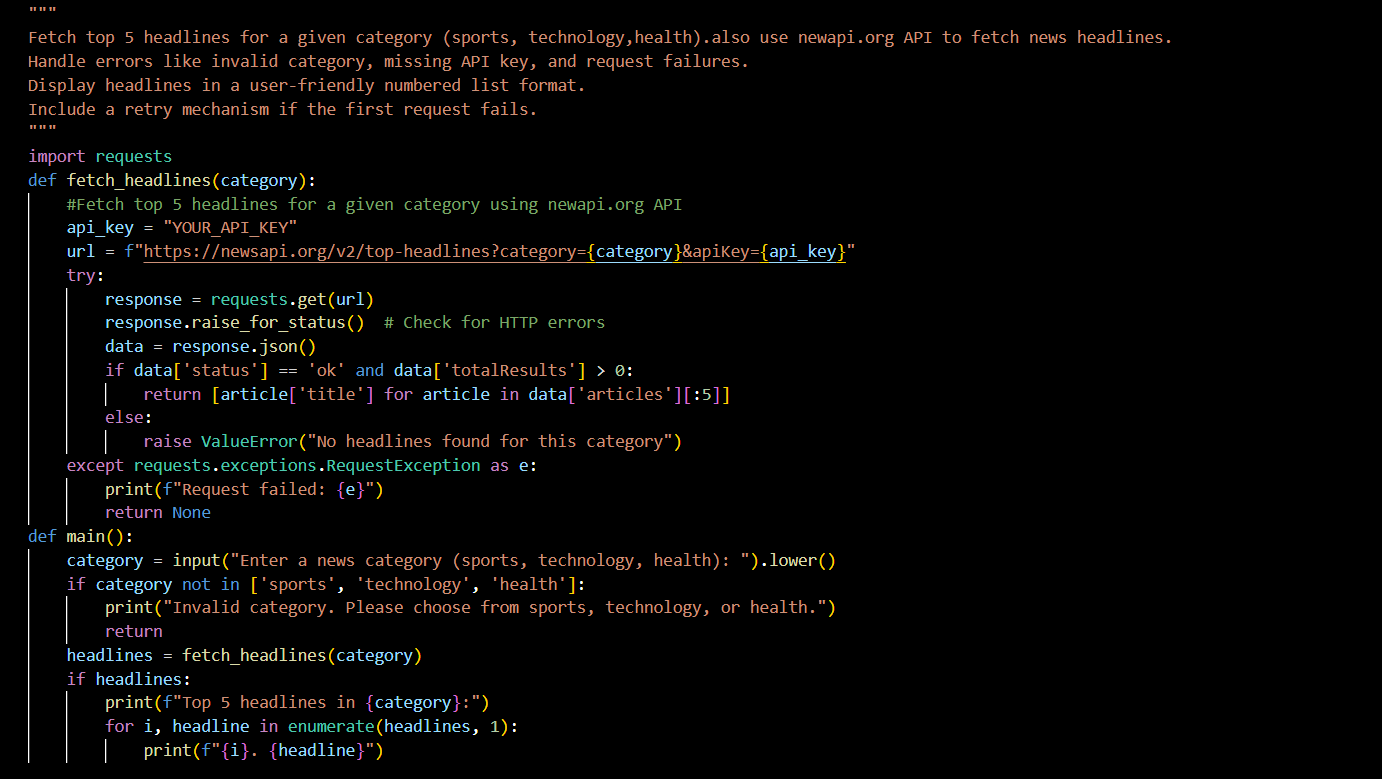 """
Fetch top 5 headlines for a given category (sports, technology,health).also use newapi.org API to fetch news headlines.
Handle errors like invalid category, missing API key, and request failures.
Display headlines in a user-friendly numbered list format.
Include a retry mechanism if the first request fails.
"""
import requests
def fetch_headlines(category):
    #Fetch top 5 headlines for a given category using newapi.org API
    api_key = "YOUR_API_KEY"
    url = f"https://newsapi.org/v2/top-headlines?category={category}&apiKey={api_key}"
    try:
        response = requests.get(url)
        response.raise_for_status()  # Check for HTTP errors
        data = response.json()
        if data['status'] == 'ok' and data['totalResults'] > 0:
            return [article['title'] for article in data['articles'][:5]]
        else:
            raise ValueError("No headlines found for this category")
    except requests.exceptions.RequestException as e:
        print(f"Request failed: {e}")
        return None
def main():
    category = input("Enter a news category (sports, technology, health): ").lower()
    if category not in ['sports', 'technology', 'health']:
        print("Invalid category. Please choose from sports, technology, or health.")
        return
    headlines = fetch_headlines(category)
    if headlines:
        print(f"Top 5 headlines in {category}:")
        for i, headline in enumerate(headlines, 1):
            print(f"{i}. {headline}")